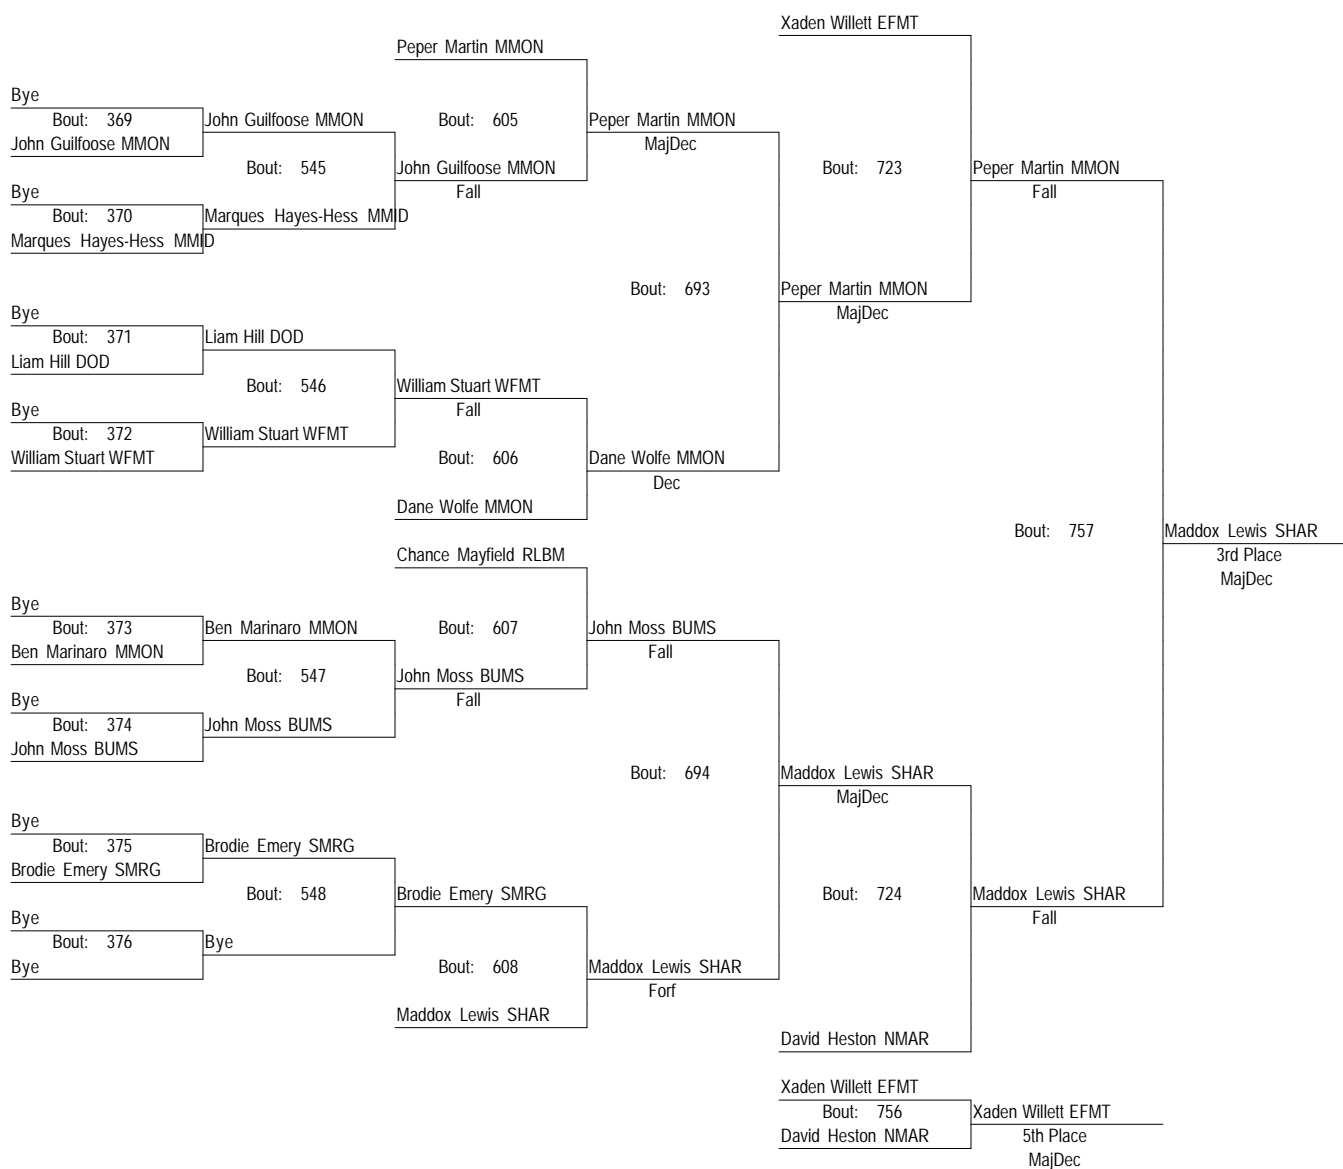 Xaden Willett EFMT
Peper Martin MMON
Bye
Bout: 369
John Guilfoose MMON
John Guilfoose MMON
Bout: 605
Peper Martin MMON
MajDec
Bout: 545
John Guilfoose MMON
Fall
Bout: 723
Peper Martin MMON
Fall
Bye
Bout: 370
Marques Hayes-Hess MMID
Marques Hayes-Hess MMID
Bout: 693
Peper Martin MMON
MajDec
Bye
Bout: 371
Liam Hill DOD
Liam Hill DOD
Bout: 546
William Stuart WFMT
Fall
Bye
Bout: 372
William Stuart WFMT
William Stuart WFMT
Bout: 606
Dane Wolfe MMON
Dec
Dane Wolfe MMON
Bout: 757
Maddox Lewis SHAR
3rd Place
MajDec
Chance Mayfield RLBM
Bye
Bout: 373
Ben Marinaro MMON
Ben Marinaro MMON
Bout: 607
John Moss BUMS
Fall
Bout: 547
John Moss BUMS
Fall
Bye
Bout: 374
John Moss BUMS
John Moss BUMS
Bout: 694
Maddox Lewis SHAR
MajDec
Bye
Bout: 375
Brodie Emery SMRG
Brodie Emery SMRG
Bout: 548
Brodie Emery SMRG
Bout: 724
Maddox Lewis SHAR
Fall
Bye
Bout: 376
Bye
Bye
Bout: 608
Maddox Lewis SHAR
Forf
Maddox Lewis SHAR
David Heston NMAR
Xaden Willett EFMT
Bout: 756
Xaden Willett EFMT
David Heston NMAR
5th Place
MajDec